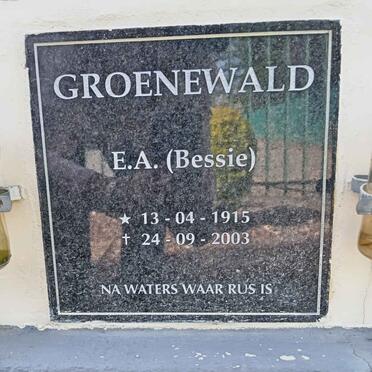 GROENEWALD
E.A. (Bessie)
★ 13 - 04 - 1915
† 24 - 09 - 2003
NA WATERS WAAR RUS IS